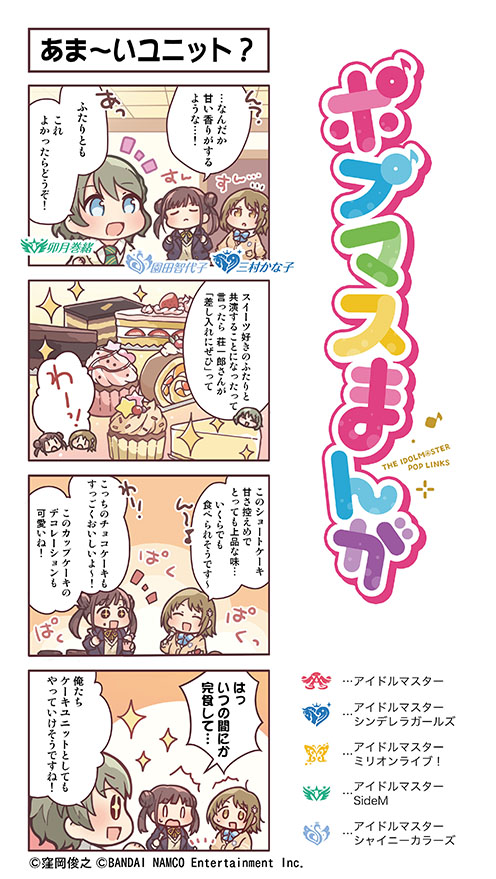 あま〜いユニット？
ポプマスまんが
THE IDOLM@STER
POP LINKS
ん？
…なんだか
甘い香りがする
ような…！
すん
すん…
あっ
ふたりとも
これ
よかったらどうぞ！
卯月巻緒
園田智代子
三村かな子
スイーツ好きのふたりと
共演することになったって
言ったら 荘一郎さんが
「差し入れにぜひ」って
わーっ！
このショートケーキ
甘さ控えめで
とっても上品な味…
いくらでも
食べられそうです〜
ん〜♪
わ！
こっちのチョコケーキも
すっごくおいしいよ〜！
このカップケーキの
デコレーションも
可愛いね！
ぱく
ぱく
ぱくっ
はっ
いつの間にか
完食して…
俺たち
ケーキユニットとしても
やっていけそうですね！
…アイドルマスター
…アイドルマスター
シンデレラガールズ
…アイドルマスター
ミリオンライブ！
…アイドルマスター
SideM
…アイドルマスター
シャイニーカラーズ
©窪岡俊之 ©BANDAI NAMCO Entertainment Inc.